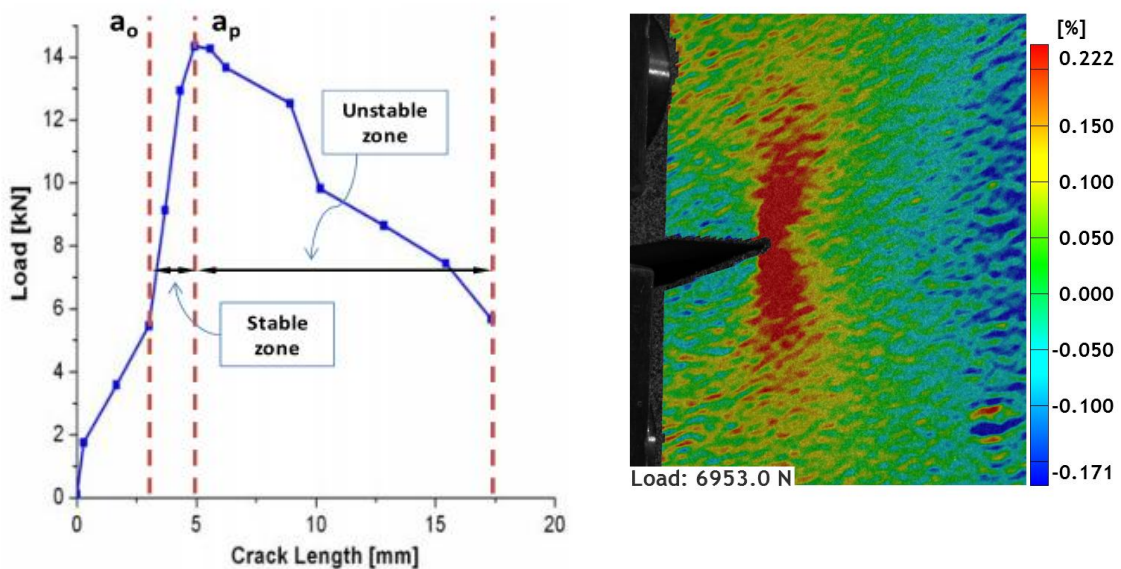 a₀
aₚ
14
12
10
8
6
4
2
0
Load [kN]
Unstable
zone
Stable
zone
0
5
10
15
20
Crack Length [mm]
[%]
0.222
0.150
0.100
0.050
0.000
-0.050
-0.100
-0.171
Load: 6953.0 N